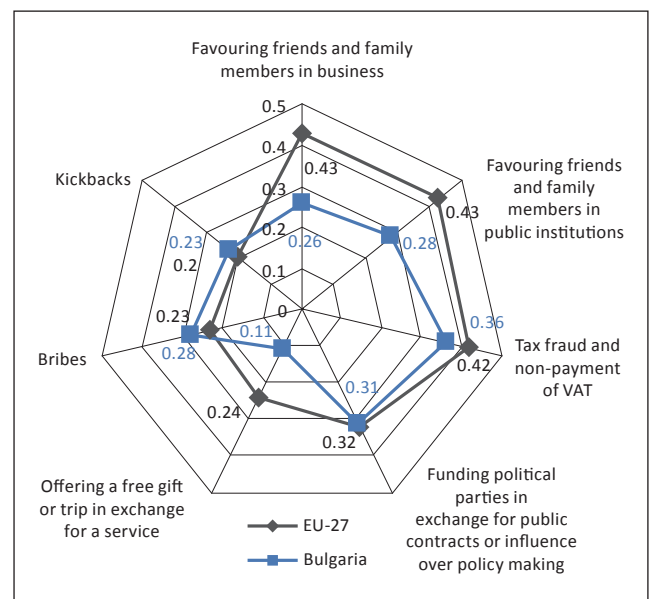 Favouring friends and family
members in business
0.5
0.4
0.3
0.2
0.1
0
0.43
0.26
Favouring friends
and family
members in
public institutions
0.43
0.28
Tax fraud and
non-payment
of VAT
0.36
0.42
Funding political
parties in
exchange for public
contracts or influence
over policy making
0.31
0.32
Offering a free gift
or trip in exchange
for a service
0.11
0.24
Bribes
0.23
0.28
Kickbacks
0.23
0.2
EU-27
Bulgaria